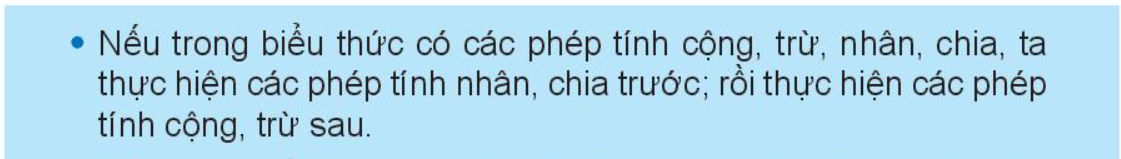 • Nếu trong biểu thức có các phép tính cộng, trừ, nhân, chia, ta
thực hiện các phép tính nhân, chia trước; rồi thực hiện các phép
tính cộng, trừ sau.